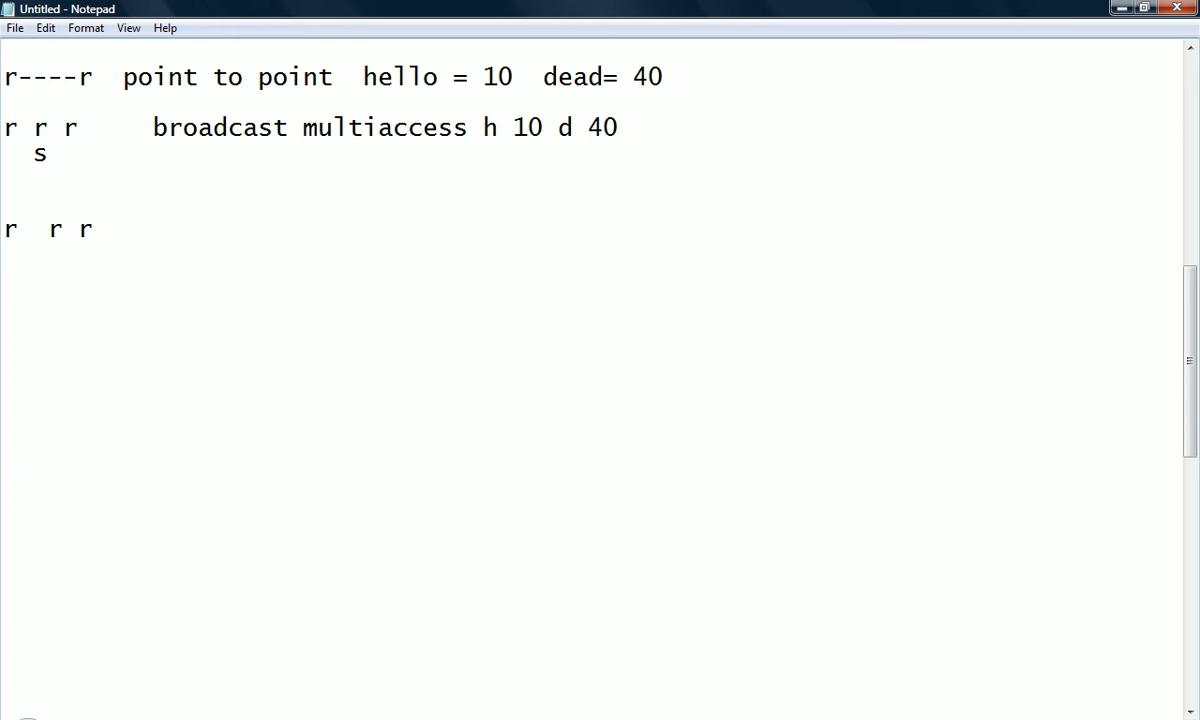 Untitled - Notepad
File Edit Format View Help
r----r  point to point  hello = 10  dead= 40
r r r     broadcast multiaccess h 10 d 40
  s
r  r r